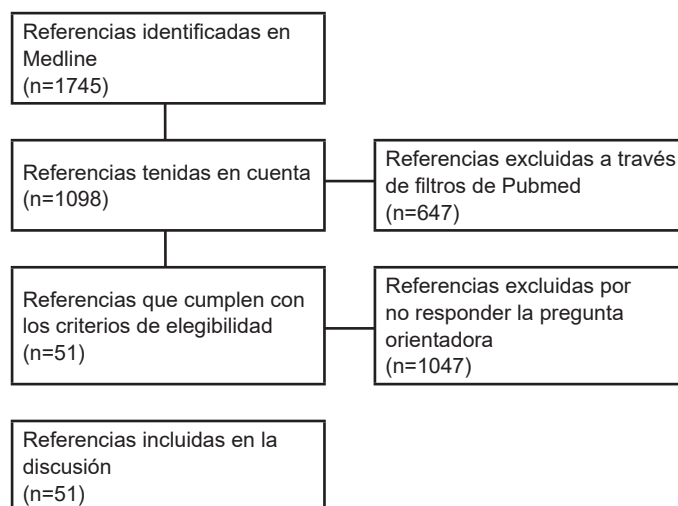 Referencias identificadas en
Medline
(n=1745)
Referencias tenidas en cuenta
(n=1098)
Referencias excluidas a través
de filtros de Pubmed
(n=647)
Referencias que cumplen con
los criterios de elegibilidad
(n=51)
Referencias excluidas por
no responder la pregunta
orientadora
(n=1047)
Referencias incluidas en la
discusión
(n=51)